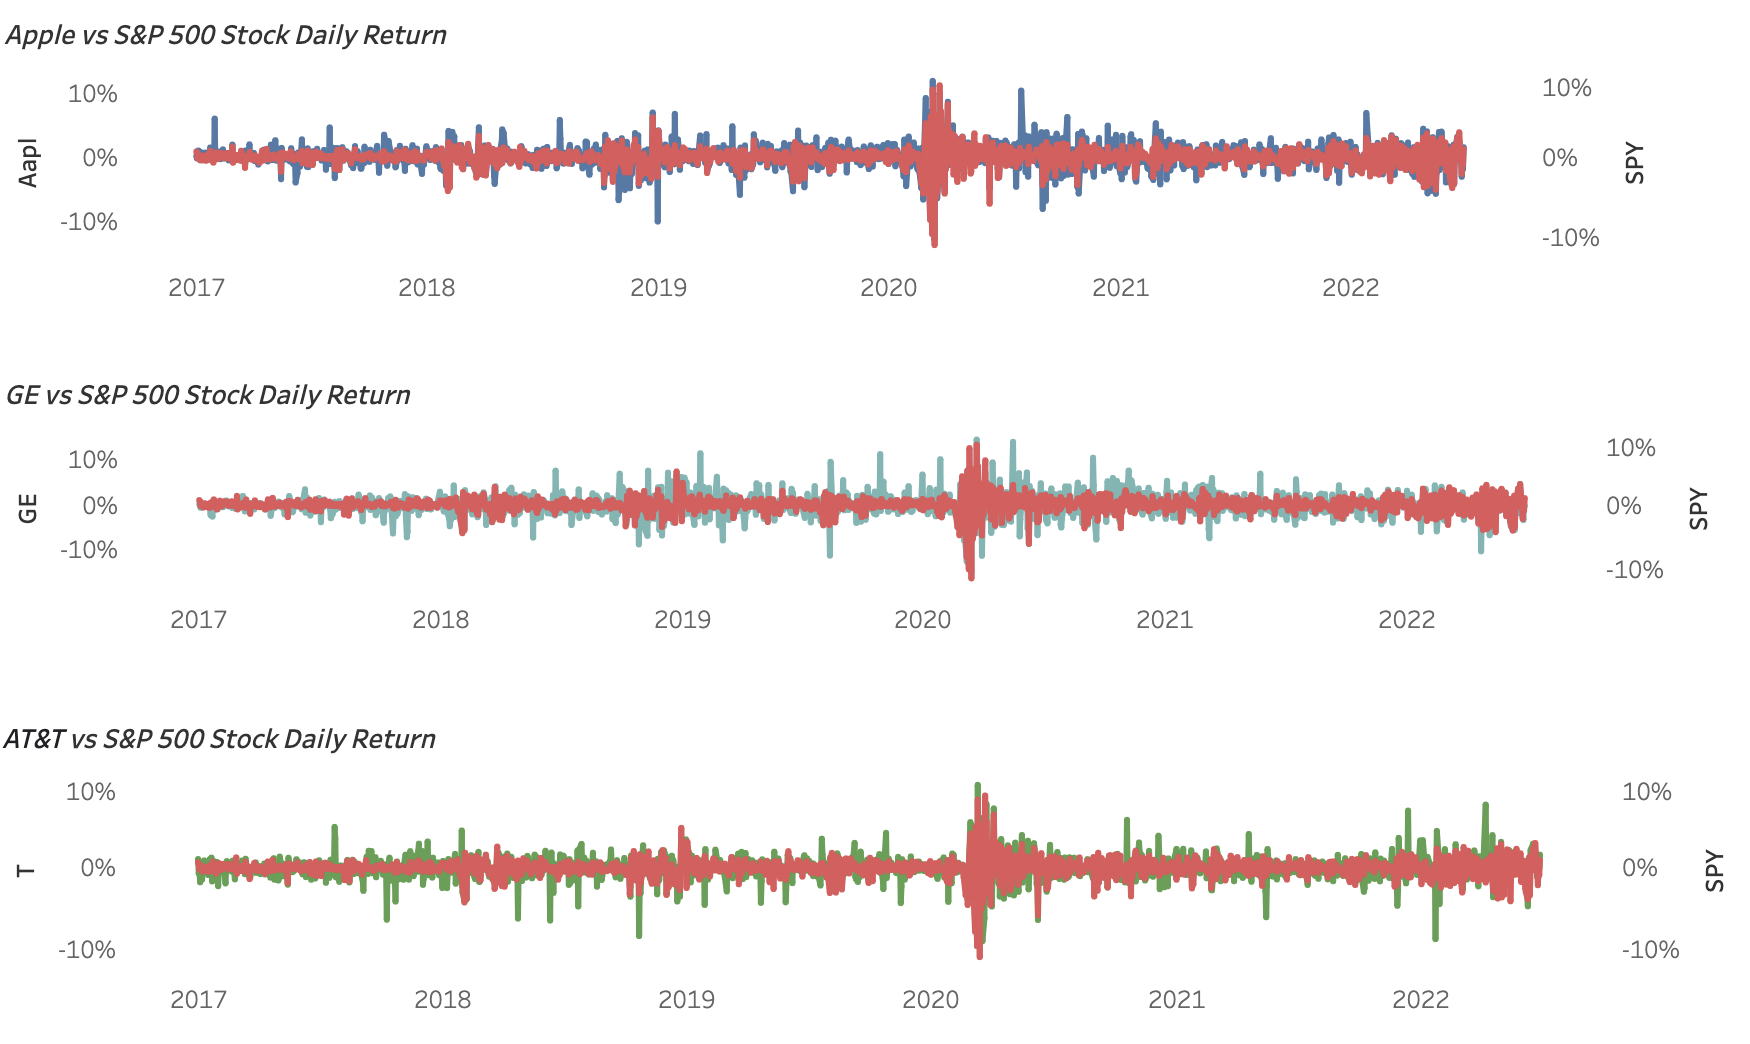 Apple vs S&P 500 Stock Daily Return
10%
10%
Aapl
0%
0%
SPY
-10%
-10%
2017 2018 2019 2020 2021 2022
GE vs S&P 500 Stock Daily Return
10%
10%
GE
0%
0%
SPY
-10%
-10%
2017 2018 2019 2020 2021 2022
AT&T vs S&P 500 Stock Daily Return
10%
10%
T
0%
0%
SPY
-10%
-10%
2017 2018 2019 2020 2021 2022